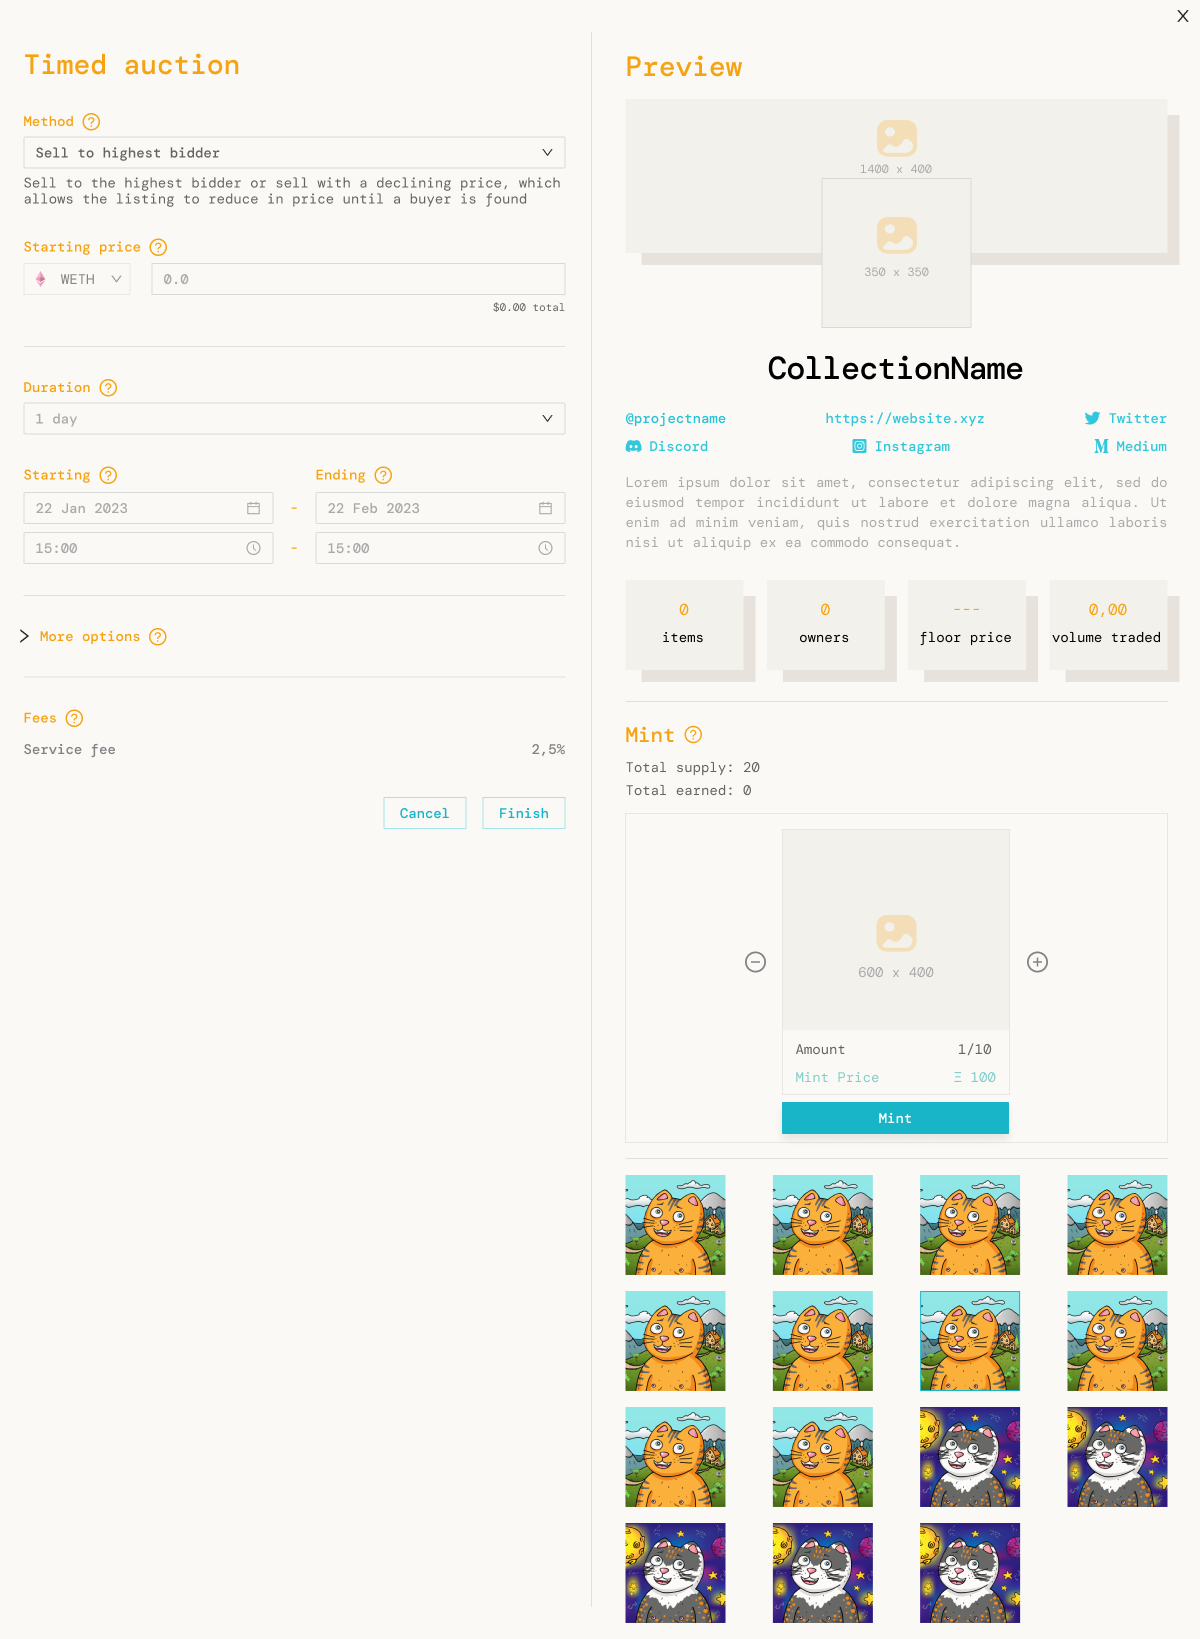 X
Timed auction
Method
Sell to highest bidder
Sell to the highest bidder or sell with a declining price, which
allows the listing to reduce in price until a buyer is found
Starting price
WETH
0.0
$0.00 total
Duration
1 day
Starting
Ending
22 Jan 2023
-
22 Feb 2023
15:00
-
15:00
More options
Fees
Service fee
2,5%
Cancel
Finish
Preview
1400 x 400
350 x 350
CollectionName
@projectname
https://website.xyz
Twitter
Discord
Instagram
Medium
Lorem ipsum dolor sit amet, consectetur adipiscing elit, sed do
eiusmod tempor incididunt ut labore et dolore magna aliqua. Ut
enim ad minim veniam, quis nostrud exercitation ullamco laboris
nisi ut aliquip ex ea commodo consequat.
0
items
0
owners
---
floor price
0,00
volume traded
Mint
Total supply: 20
Total earned: 0
600 x 400
Amount
1/10
Mint Price
Ξ 100
Mint